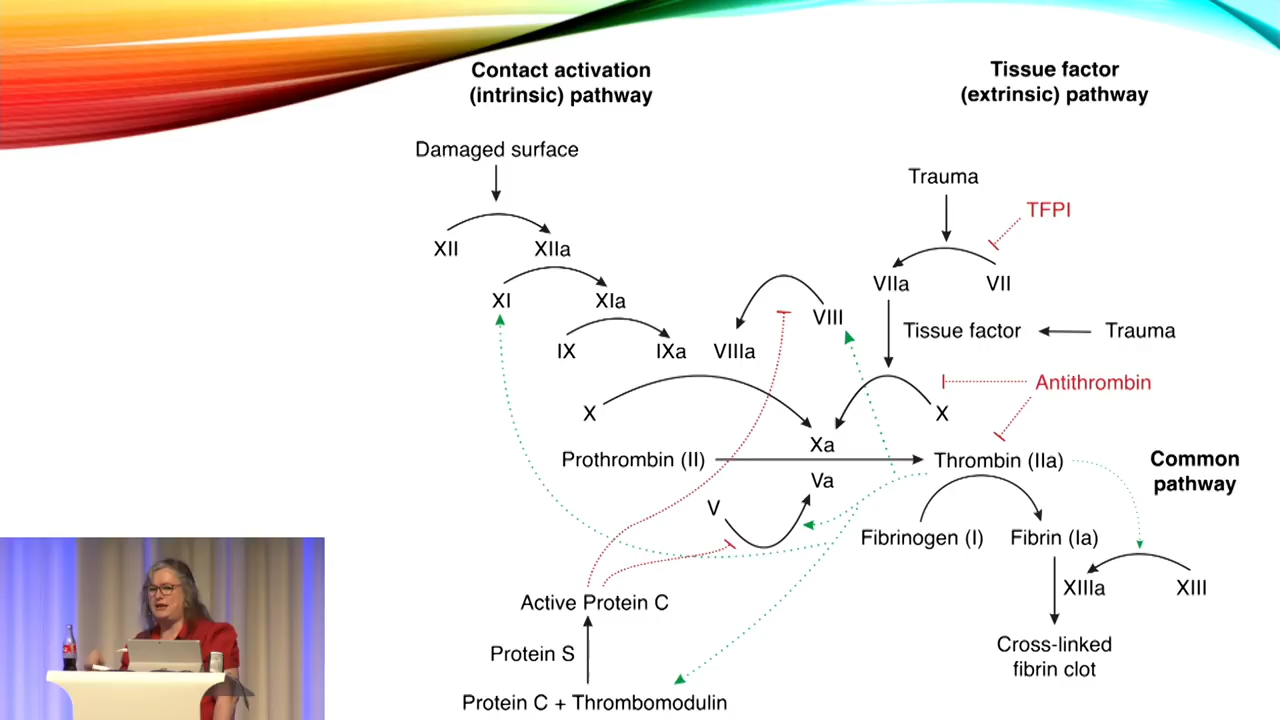 Contact activation
(intrinsic) pathway
Tissue factor
(extrinsic) pathway
Damaged surface
Trauma
TFPI
XII
XIIa
VIIa
VII
XI
XIa
VIII
Tissue factor
Trauma
IX
IXa
VIIIa
Antithrombin
X
X
Xa
Prothrombin (II)
Thrombin (IIa)
Common
pathway
Va
V
Fibrinogen (I)
Fibrin (Ia)
XIIIa
XIII
Active Protein C
Cross-linked
fibrin clot
Protein S
Protein C + Thrombomodulin